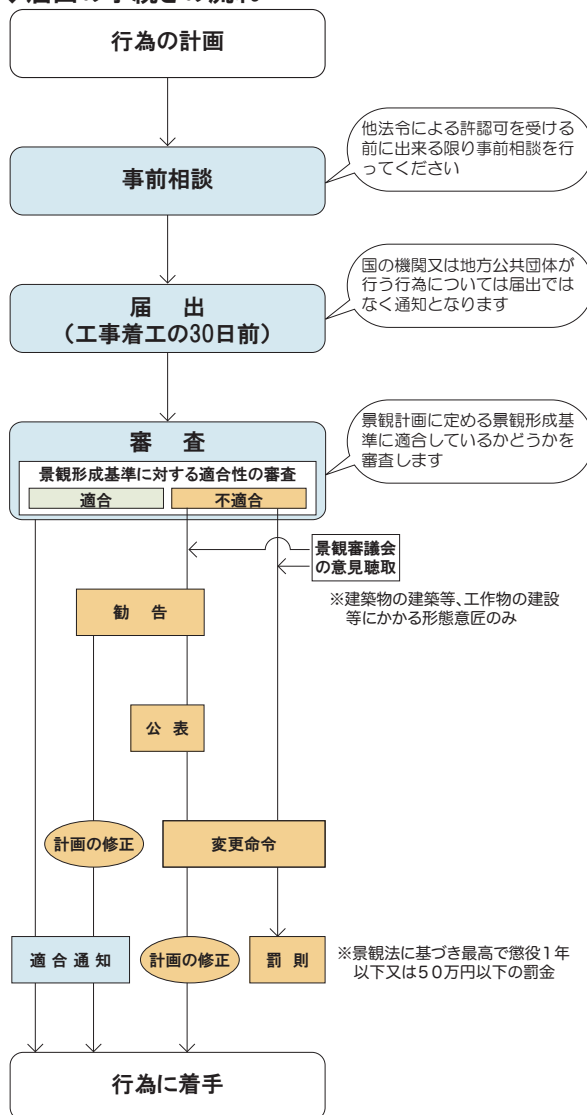 行為の計画
事前相談
他法令による許認可を受ける
前に出来る限り事前相談を行
ってください
届 出
（工事着工の30日前）
国の機関又は地方公共団体が
行う行為については届出では
なく通知となります
審 査
景観形成基準に対する適合性の審査
適合
不適合
景観計画に定める景観形成基
準に適合しているかどうかを
審査します
景観審議会
の意見聴取
※建築物の建築等、工作物の建設
等にかかる形態意匠のみ
勧 告
公 表
計画の修正
変更命令
適合通知
計画の修正
罰 則
※景観法に基づき最高で懲役1年
以下又は50万円以下の罰金
行為に着手